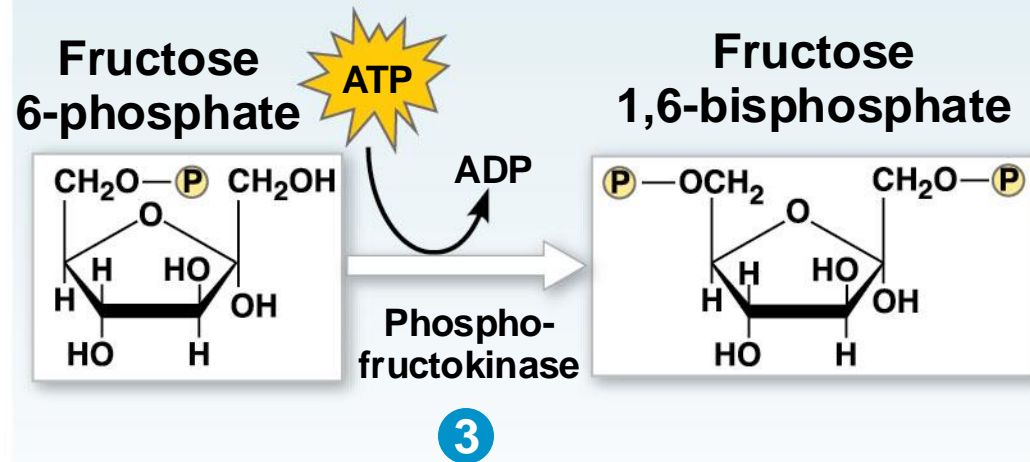 Fructose
6-phosphate
ATP
ADP
Fructose
1,6-bisphosphate
CH₂O—P CH₂OH
O
H HO
H OH
HO H
Phospho-
fructokinase
P—OCH₂ CH₂O—P
O
H HO
H OH
HO H
3